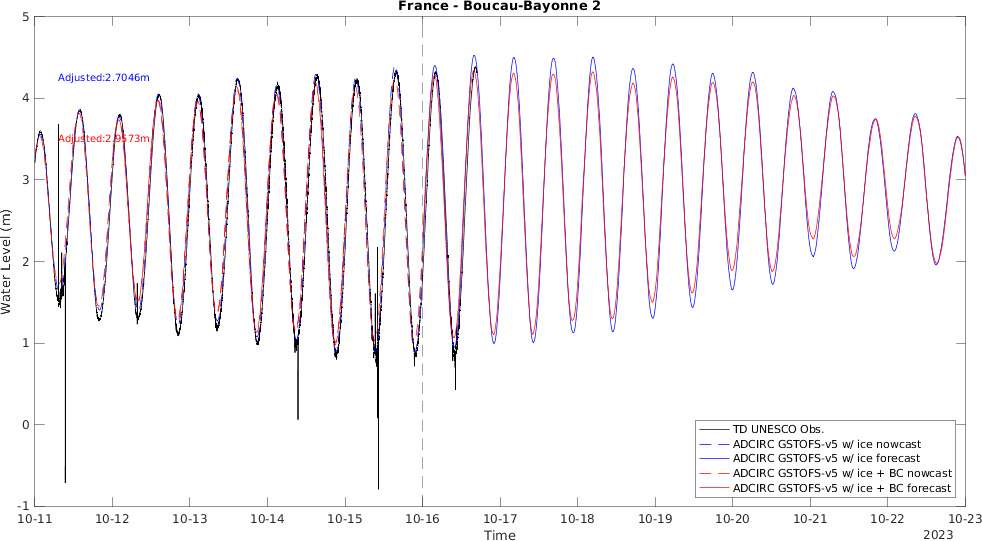 France - Boucau-Bayonne 2
5
4
3
2
1
0
-1
Water Level (m)
Adjusted:2.7046m
Adjusted:2.9573m
TD UNESCO Obs.
ADCIRC GSTOFS-v5 w/ ice nowcast
ADCIRC GSTOFS-v5 w/ ice forecast
ADCIRC GSTOFS-v5 w/ ice + BC nowcast
ADCIRC GSTOFS-v5 w/ ice + BC forecast
10-11 10-12 10-13 10-14 10-15 10-16 10-17 10-18 10-19 10-20 10-21 10-22 10-23
Time
2023